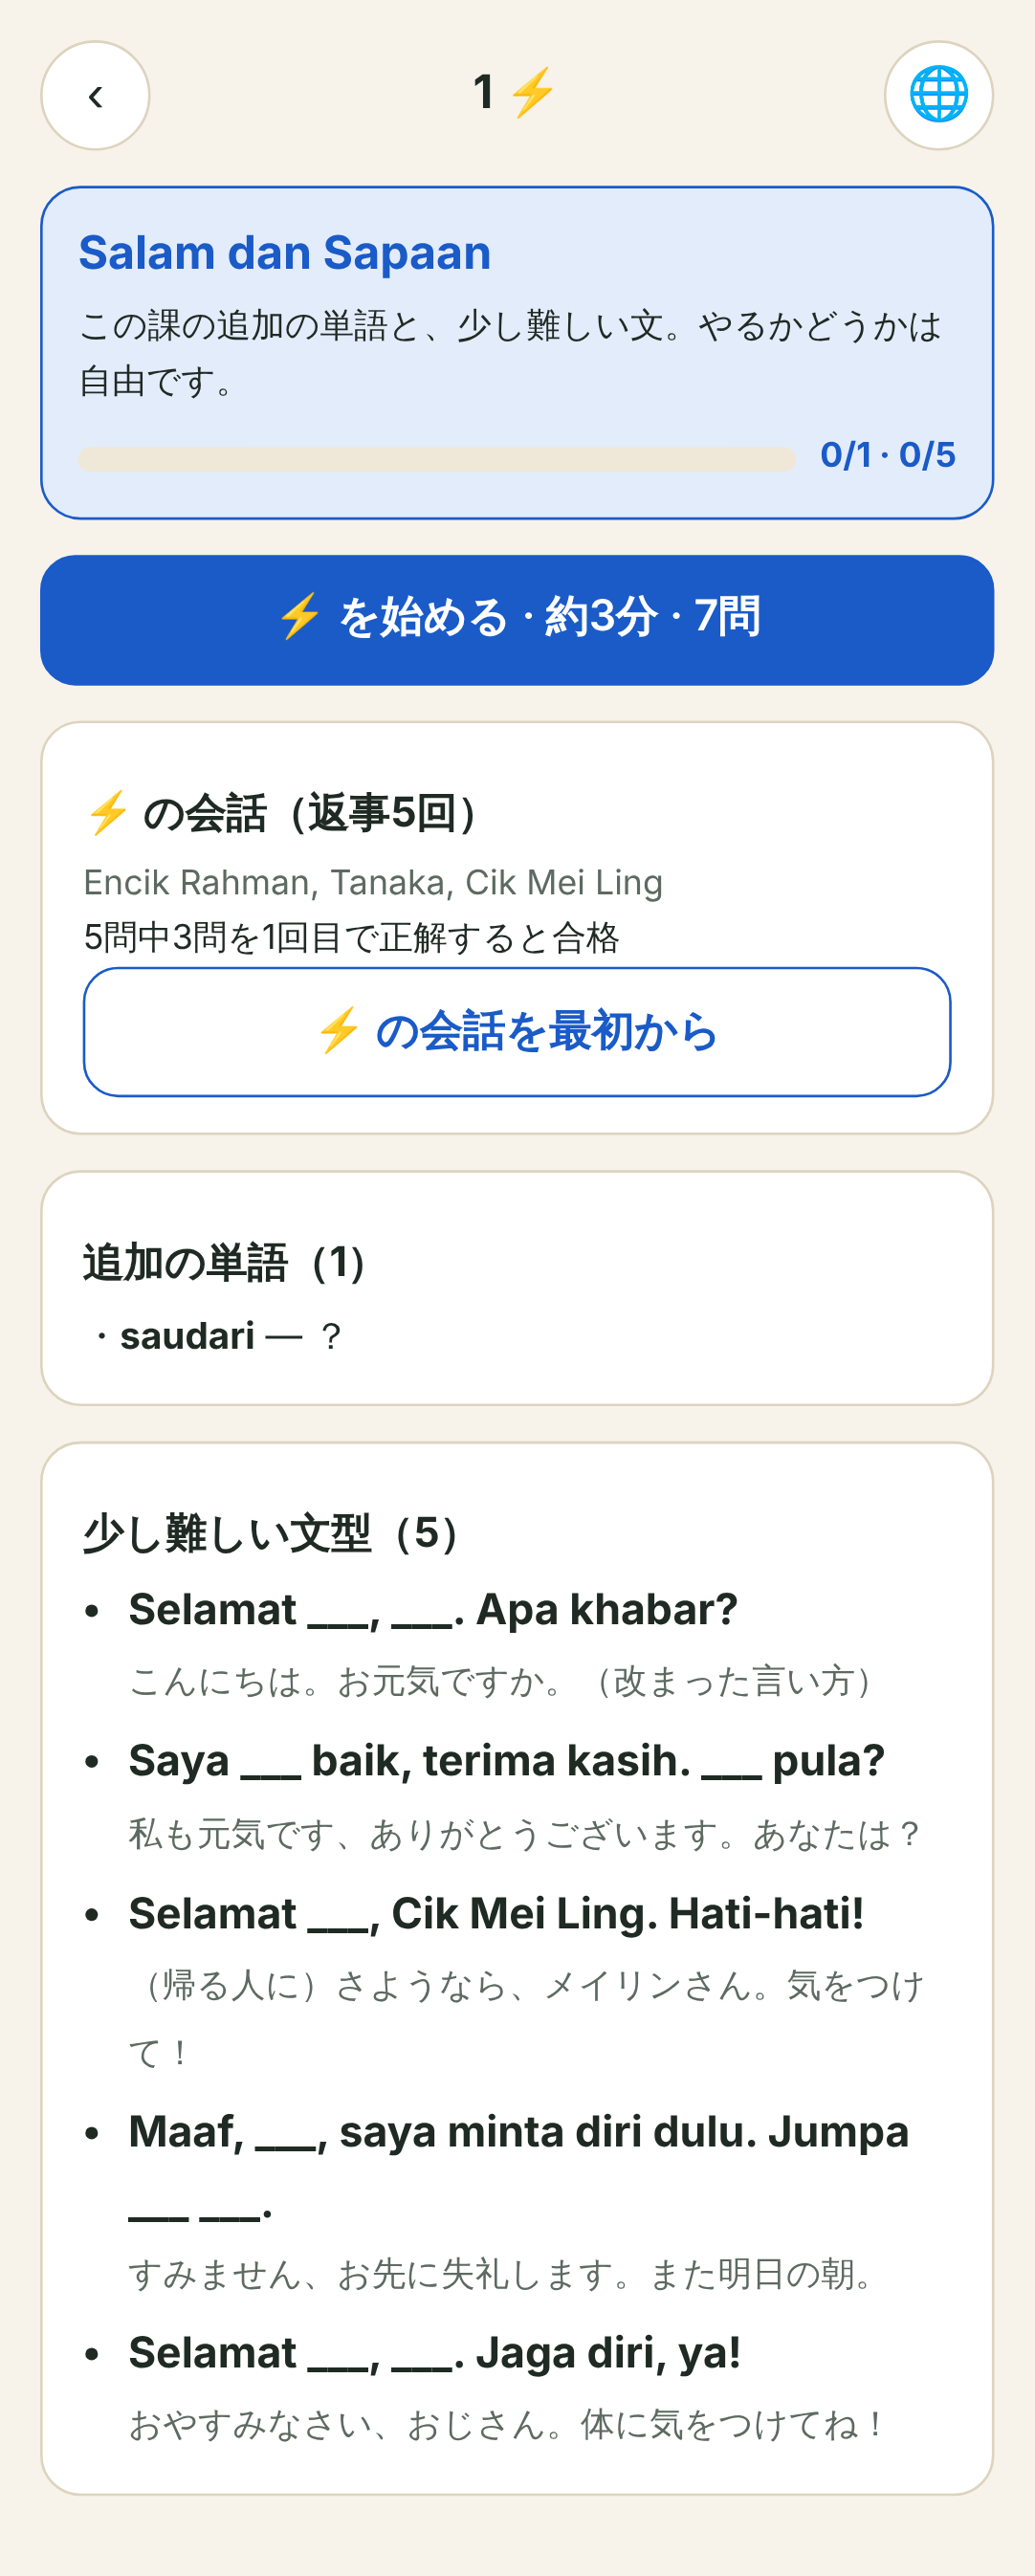 ‹
1 ⚡
🌐
Salam dan Sapaan
この課の追加の単語と、少し難しい文。やるかどうかは
自由です。
0/1 · 0/5
⚡ を始める · 約3分 · 7問
⚡ の会話（返事5回）
Encik Rahman, Tanaka, Cik Mei Ling
5問中3問を1回目で正解すると合格
⚡ の会話を最初から
追加の単語（1）
· saudari — ？
少し難しい文型（5）
• Selamat ___, ___. Apa khabar?
こんにちは。お元気ですか。（改まった言い方）
• Saya ___ baik, terima kasih. ___ pula?
私も元気です、ありがとうございます。あなたは？
• Selamat ___, Cik Mei Ling. Hati-hati!
（帰る人に）さようなら、メイリンさん。気をつけ
て！
• Maaf, ___, saya minta diri dulu. Jumpa
___ ___.
すみません、お先に失礼します。また明日の朝。
• Selamat ___, ___. Jaga diri, ya!
おやすみなさい、おじさん。体に気をつけてね！